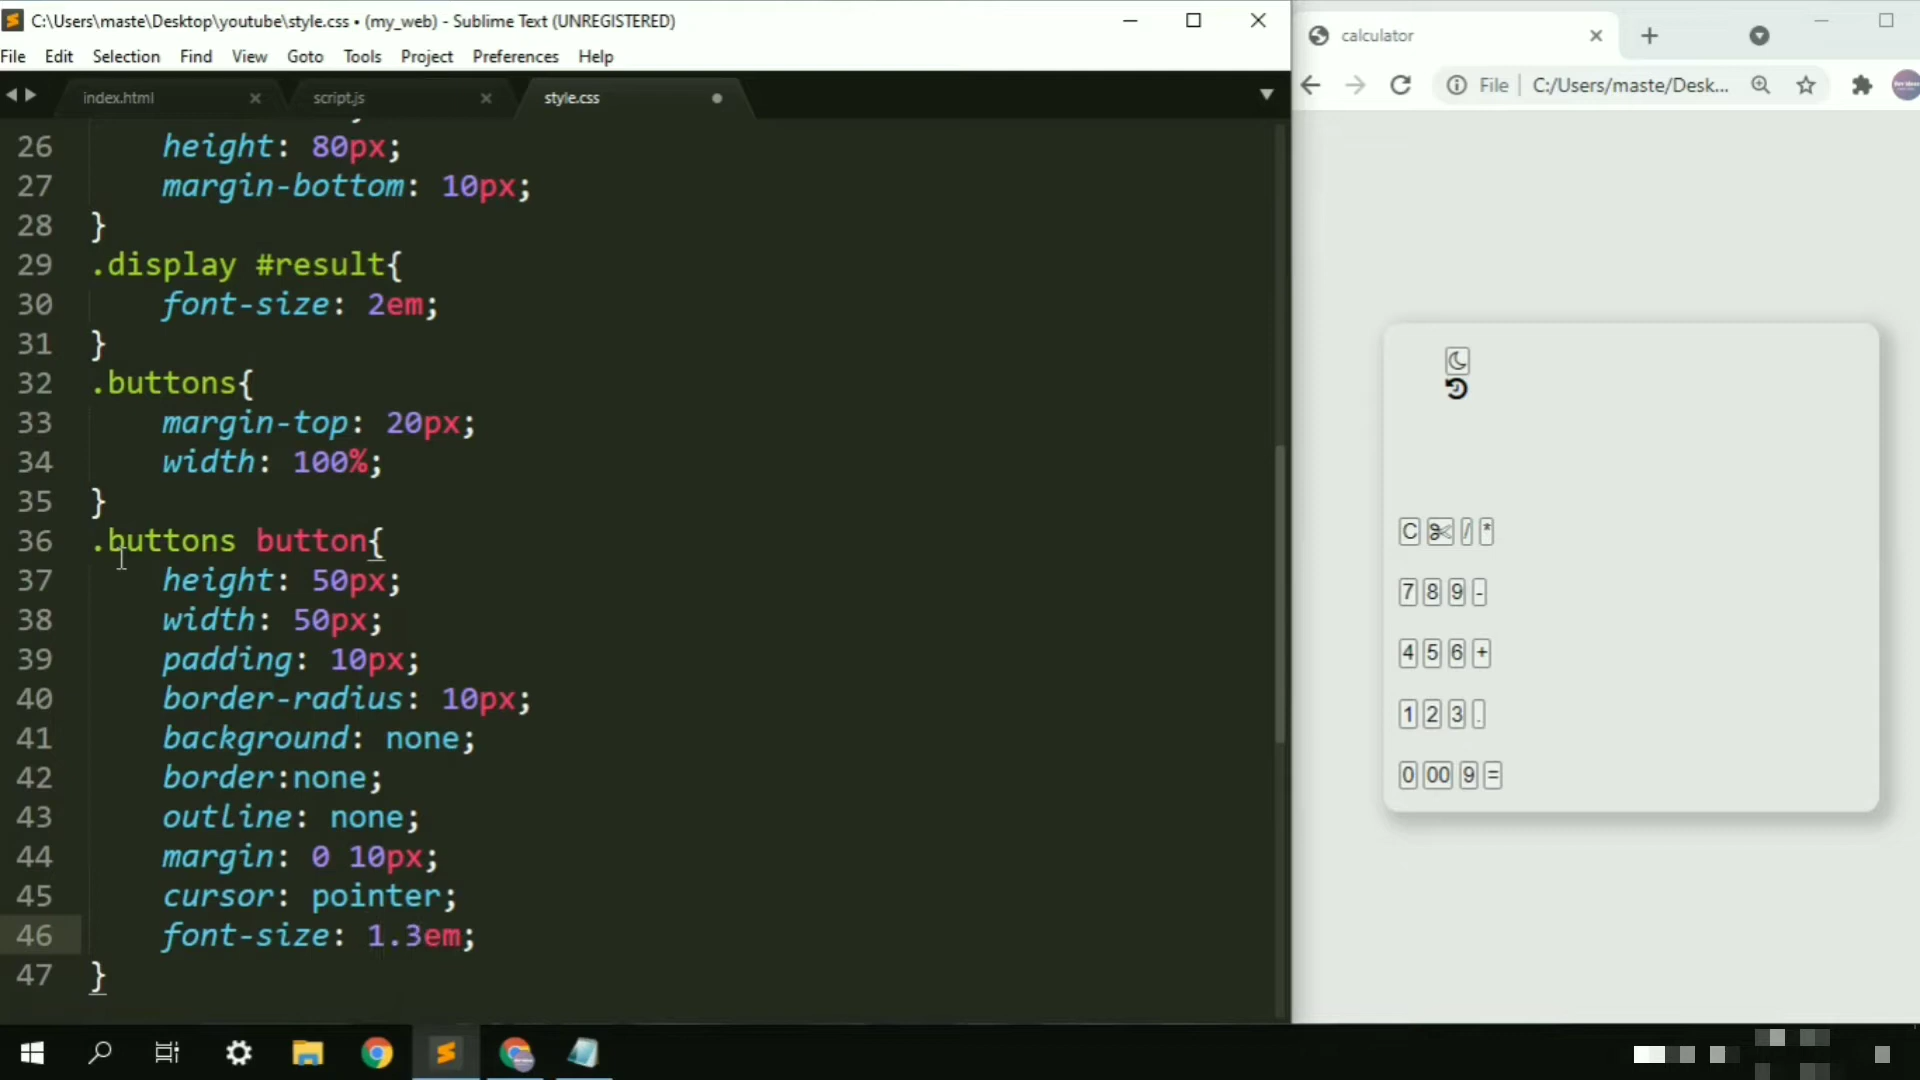 C:\Users\maste\Desktop\youtube\style.css • (my_web) - Sublime Text (UNREGISTERED)
File Edit Selection Find View Goto Tools Project Preferences Help
index.html script.js style.css
26 height: 80px;
27 margin-bottom: 10px;
28 }
29 .display #result{
30 font-size: 2em;
31 }
32 .buttons{
33 margin-top: 20px;
34 width: 100%;
35 }
36 .buttons button{
37 height: 50px;
38 width: 50px;
39 padding: 10px;
40 border-radius: 10px;
41 background: none;
42 border:none;
43 outline: none;
44 margin: 0 10px;
45 cursor: pointer;
46 font-size: 1.3em;
47 }
calculator
File C:/Users/maste/Desk...
C / *
7 8 9 -
4 5 6 +
1 2 3 .
0 00 9 =